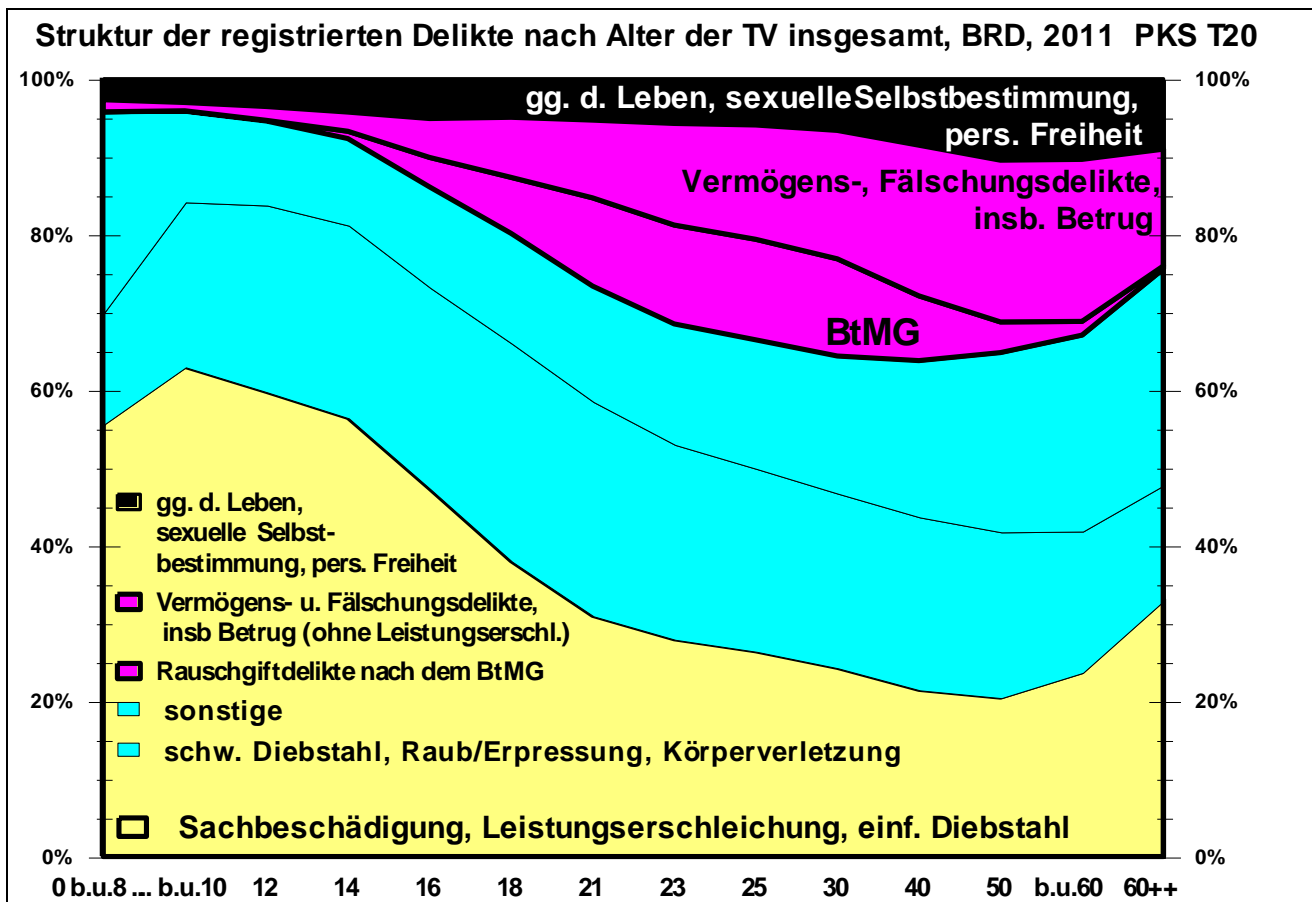 Struktur der registrierten Delikte nach Alter der TV insgesamt, BRD, 2011 PKS T20
100%
80%
60%
40%
20%
0%
100%
80%
60%
40%
20%
0%
gg. d. Leben, sexuelle Selbstbestimmung,
pers. Freiheit
Vermögens-, Fälschungsdelikte,
insb. Betrug
BtMG
gg. d. Leben,
sexuelle Selbst-
bestimmung, pers. Freiheit
Vermögens- u. Fälschungsdelikte,
insb Betrug (ohne Leistungserschl.)
Rauschgiftdelikte nach dem BtMG
sonstige
schw. Diebstahl, Raub/Erpressung, Körperverletzung
Sachbeschädigung, Leistungserschleichung, einf. Diebstahl
0 b.u.8 ... b.u.10 12 14 16 18 21 23 25 30 40 50 b.u.60 60++